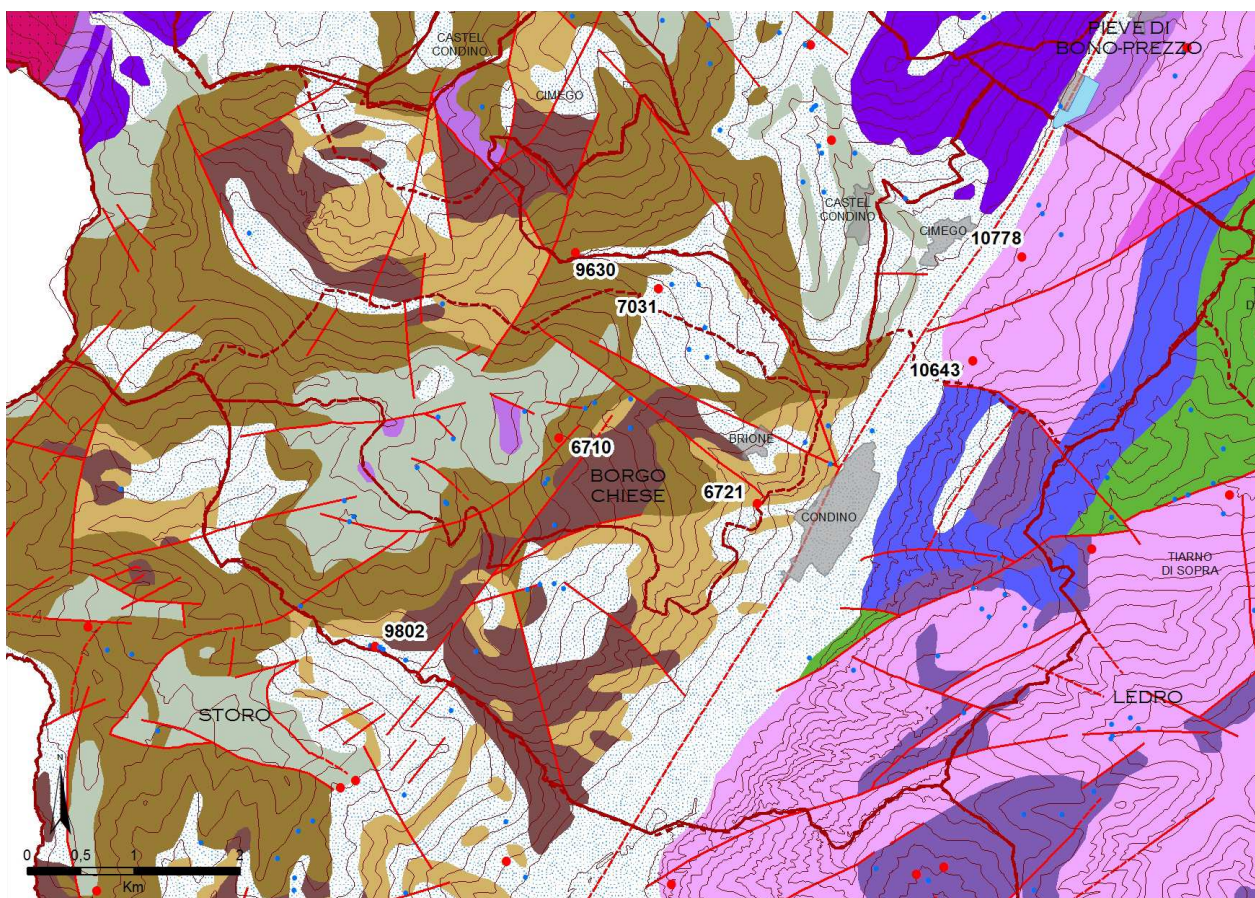 PIEVE DI
BONO-PREZZO
CASTEL
CONDINO
CIMEGO
CASTEL
CONDINO
CIMEGO
10778
9630
7031
10643
BRIONE
6710
BORGO
CHIESE
6721
CONDINO
TIARNO
DI SOPRA
9802
STORO
LEDRO
N
0 0,5 1 2
Km